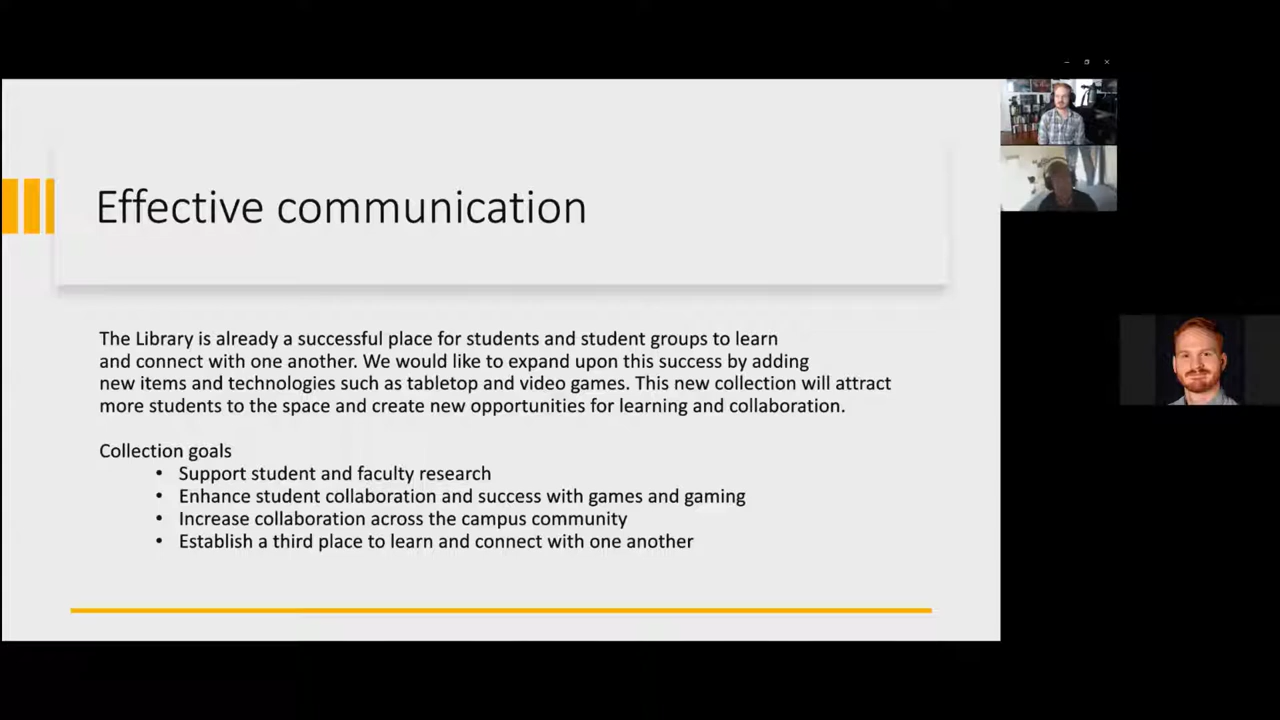 Effective communication
The Library is already a successful place for students and student groups to learn
and connect with one another. We would like to expand upon this success by adding
new items and technologies such as tabletop and video games. This new collection will attract
more students to the space and create new opportunities for learning and collaboration.
Collection goals
• Support student and faculty research
• Enhance student collaboration and success with games and gaming
• Increase collaboration across the campus community
• Establish a third place to learn and connect with one another